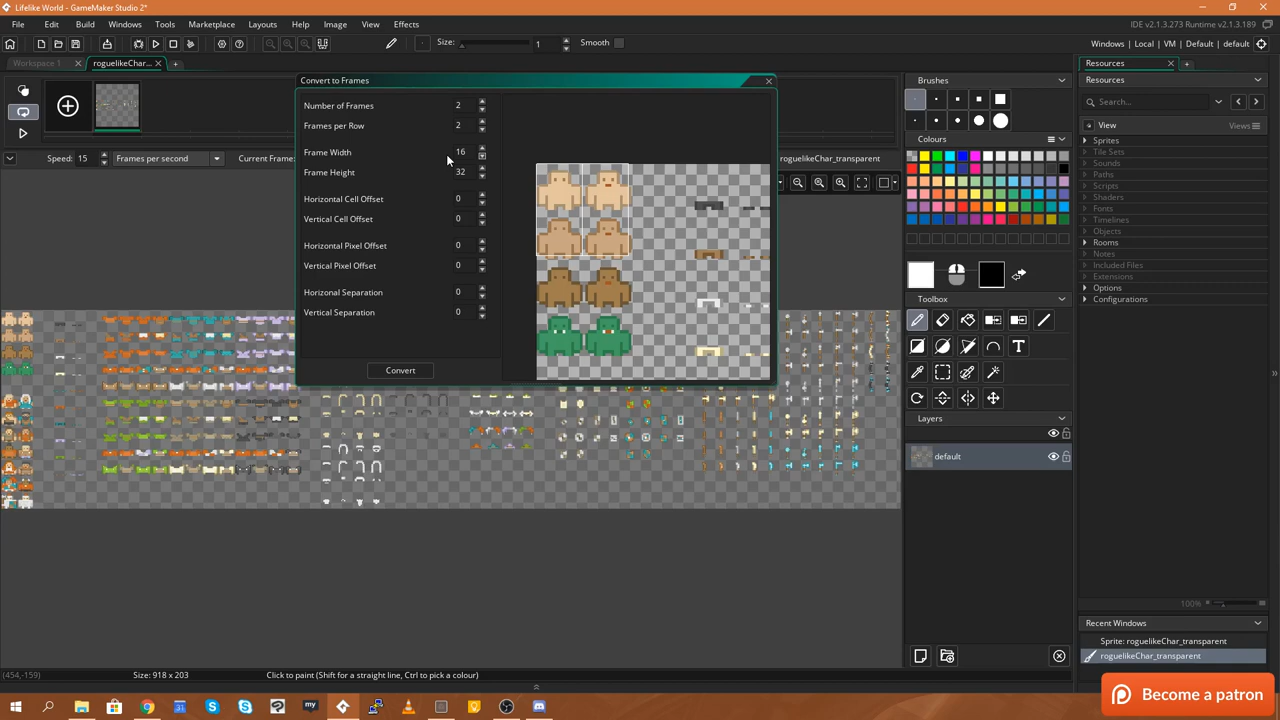 Lifelike World - GameMaker Studio 2*
File Edit Build Windows Tools Marketplace Layouts Help Image View Effects
IDE v2.1.3.273 Runtime v2.1.3.189
Size: 1 Smooth
Windows | Local | VM | Default | default
Workspace 1
roguelikeChar...
Speed: 15 Frames per second Current Frame:
roguelikeChar_transparent
Convert to Frames
Number of Frames 2
Frames per Row 2
Frame Width 16
Frame Height 32
Horizontal Cell Offset 0
Vertical Cell Offset 0
Horizontal Pixel Offset 0
Vertical Pixel Offset 0
Horizonal Separation 0
Vertical Separation 0
Convert
Brushes
Colours
Toolbox
T
Layers
default
Resources
Resources
Search...
View Views
Sprites
Tile Sets
Sounds
Paths
Scripts
Shaders
Fonts
Timelines
Objects
Rooms
Notes
Included Files
Extensions
Options
Configurations
100%
Recent Windows
Sprite: roguelikeChar_transparent
roguelikeChar_transparent
(454,-159) Size: 918 x 203 Click to paint (Shift for a straight line, Ctrl to pick a colour)
31
my
Become a patron